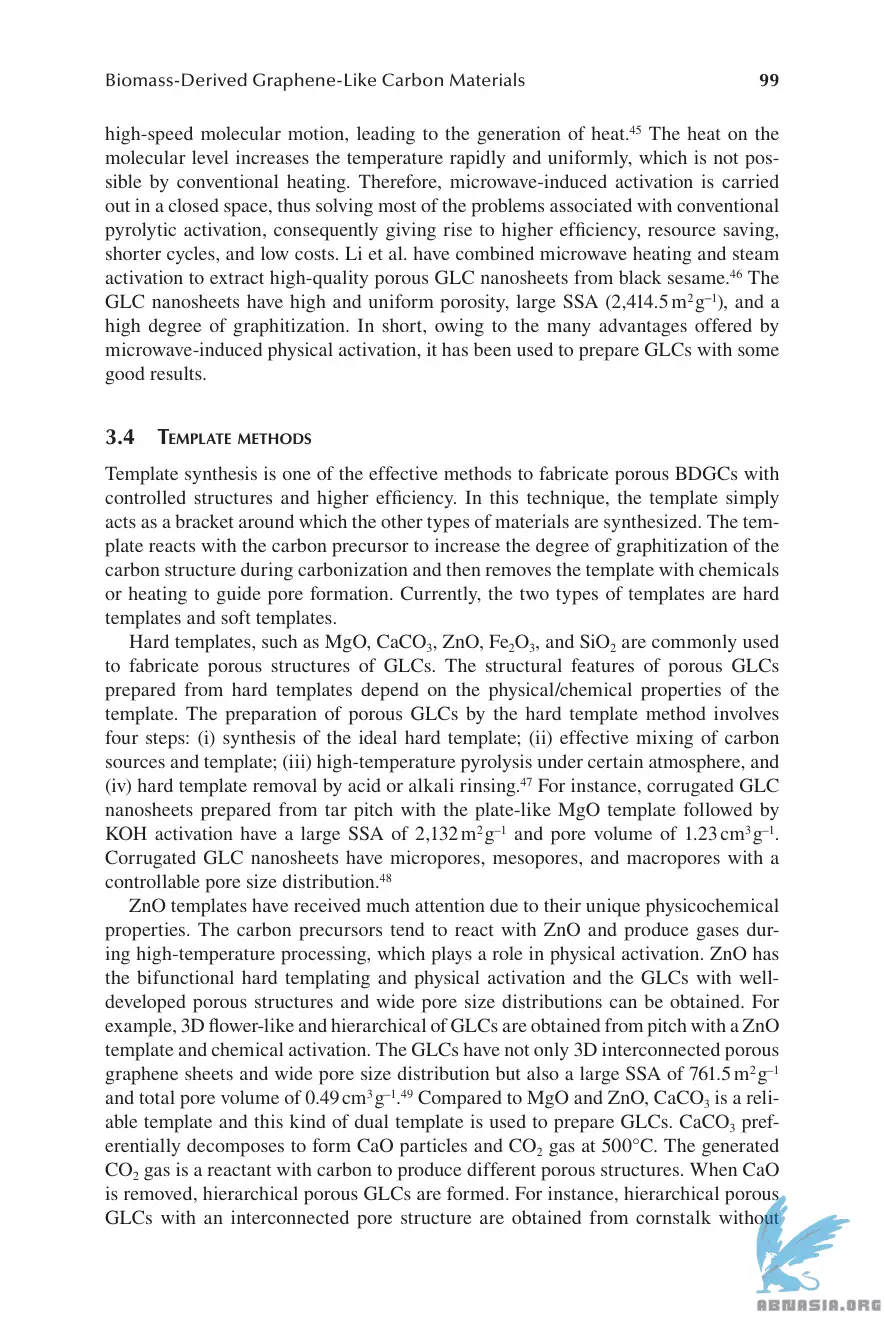 Biomass-Derived Graphene-Like Carbon Materials 99
high-speed molecular motion, leading to the generation of heat.⁴⁵ The heat on the
molecular level increases the temperature rapidly and uniformly, which is not pos-
sible by conventional heating. Therefore, microwave-induced activation is carried
out in a closed space, thus solving most of the problems associated with conventional
pyrolytic activation, consequently giving rise to higher efficiency, resource saving,
shorter cycles, and low costs. Li et al. have combined microwave heating and steam
activation to extract high-quality porous GLC nanosheets from black sesame.⁴⁶ The
GLC nanosheets have high and uniform porosity, large SSA (2,414.5 m² g⁻¹), and a
high degree of graphitization. In short, owing to the many advantages offered by
microwave-induced physical activation, it has been used to prepare GLCs with some
good results.
3.4 Template methods
Template synthesis is one of the effective methods to fabricate porous BDGCs with
controlled structures and higher efficiency. In this technique, the template simply
acts as a bracket around which the other types of materials are synthesized. The tem-
plate reacts with the carbon precursor to increase the degree of graphitization of the
carbon structure during carbonization and then removes the template with chemicals
or heating to guide pore formation. Currently, the two types of templates are hard
templates and soft templates.
Hard templates, such as MgO, CaCO₃, ZnO, Fe₂O₃, and SiO₂ are commonly used
to fabricate porous structures of GLCs. The structural features of porous GLCs
prepared from hard templates depend on the physical/chemical properties of the
template. The preparation of porous GLCs by the hard template method involves
four steps: (i) synthesis of the ideal hard template; (ii) effective mixing of carbon
sources and template; (iii) high-temperature pyrolysis under certain atmosphere, and
(iv) hard template removal by acid or alkali rinsing.⁴⁷ For instance, corrugated GLC
nanosheets prepared from tar pitch with the plate-like MgO template followed by
KOH activation have a large SSA of 2,132 m² g⁻¹ and pore volume of 1.23 cm³ g⁻¹.
Corrugated GLC nanosheets have micropores, mesopores, and macropores with a
controllable pore size distribution.⁴⁸
ZnO templates have received much attention due to their unique physicochemical
properties. The carbon precursors tend to react with ZnO and produce gases dur-
ing high-temperature processing, which plays a role in physical activation. ZnO has
the bifunctional hard templating and physical activation and the GLCs with well-
developed porous structures and wide pore size distributions can be obtained. For
example, 3D flower-like and hierarchical of GLCs are obtained from pitch with a ZnO
template and chemical activation. The GLCs have not only 3D interconnected porous
graphene sheets and wide pore size distribution but also a large SSA of 761.5 m² g⁻¹
and total pore volume of 0.49 cm³ g⁻¹.⁴⁹ Compared to MgO and ZnO, CaCO₃ is a reli-
able template and this kind of dual template is used to prepare GLCs. CaCO₃ pref-
erentially decomposes to form CaO particles and CO₂ gas at 500°C. The generated
CO₂ gas is a reactant with carbon to produce different porous structures. When CaO
is removed, hierarchical porous GLCs are formed. For instance, hierarchical porous
GLCs with an interconnected pore structure are obtained from cornstalk without
ABNASIA.ORG